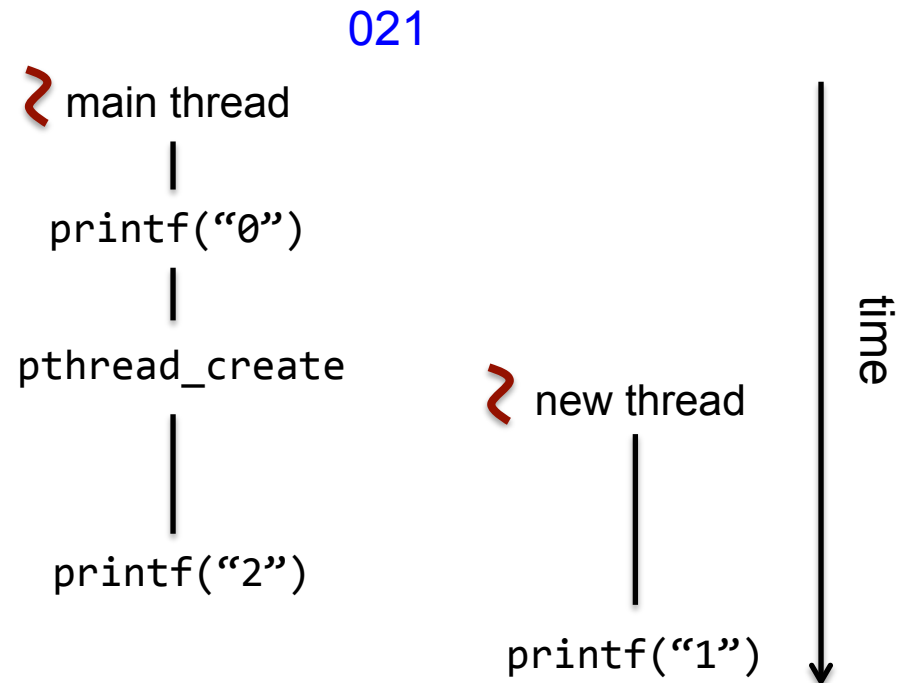 021
main thread
printf(“0”)
pthread_create
new thread
printf(“2”)
printf(“1”)
time